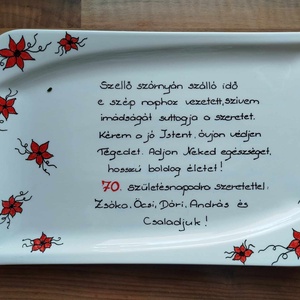 Szellő szárnyán szálló idő
e szép naphoz vezetett, szívem
imádságát suttogja a szeretet.
Kérem a jó Istent, óvjon védjen
Tégedet. Adjon Neked egészséget,
hosszú boldog életet!
70. születésnapodra szeretettel:
Zsóka, Öcsi, Dóri, András és
Családjuk!